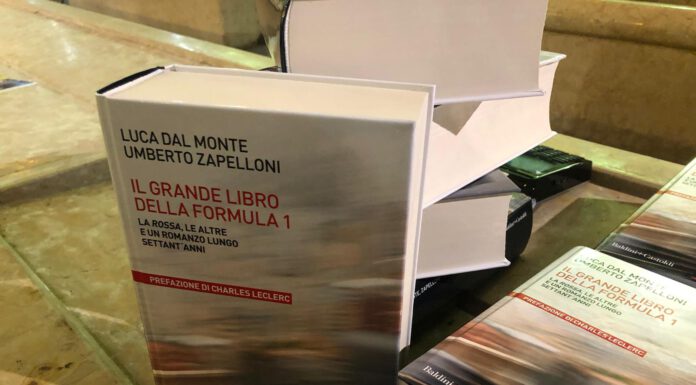 LUCA DAL MONTE
UMBERTO ZAPELLONI
IL GRANDE LIBRO
DELLA FORMULA 1
LA ROSSA, LE ALTRE
E UN ROMANZO LUNGO
SETTANT'ANNI
PREFAZIONE DI CHARLES LECLERC
Baldini+Castoldi
LUCA DAL MONTE
UMBERTO ZAPELLONI
IL GRANDE LIBRO
DELLA FORMULA 1
LA ROSSA, LE ALTRE
E UN ROMANZO LUNGO
SETTANT'ANNI
PREFAZIONE DI CHARLES LECLERC
Baldini+